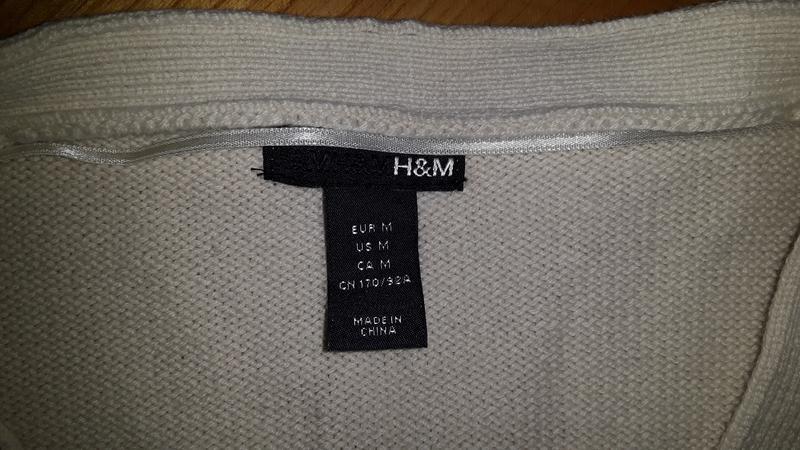 H&M
EUR M
US M
CA M
CN 170/92A
MADE IN
CHINA